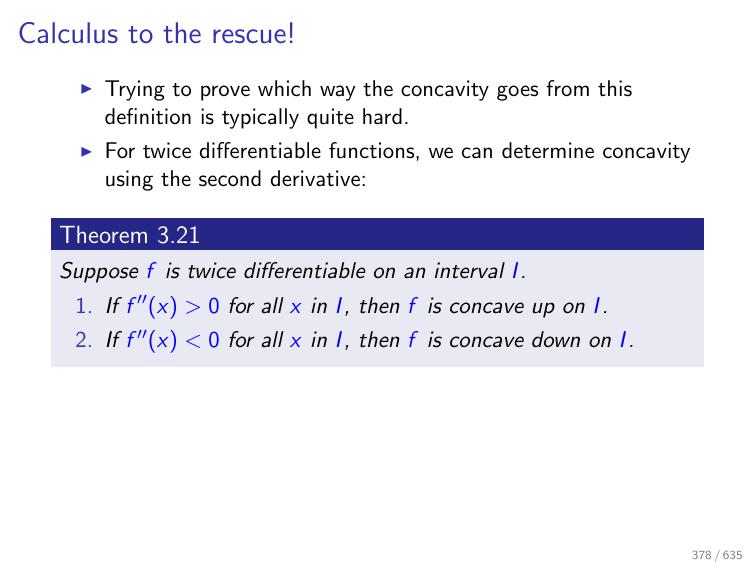 Calculus to the rescue!
▶ Trying to prove which way the concavity goes from this
definition is typically quite hard.
▶ For twice differentiable functions, we can determine concavity
using the second derivative:
Theorem 3.21
Suppose f is twice differentiable on an interval I.
1. If f″(x) > 0 for all x in I, then f is concave up on I.
2. If f″(x) < 0 for all x in I, then f is concave down on I.
378 / 635